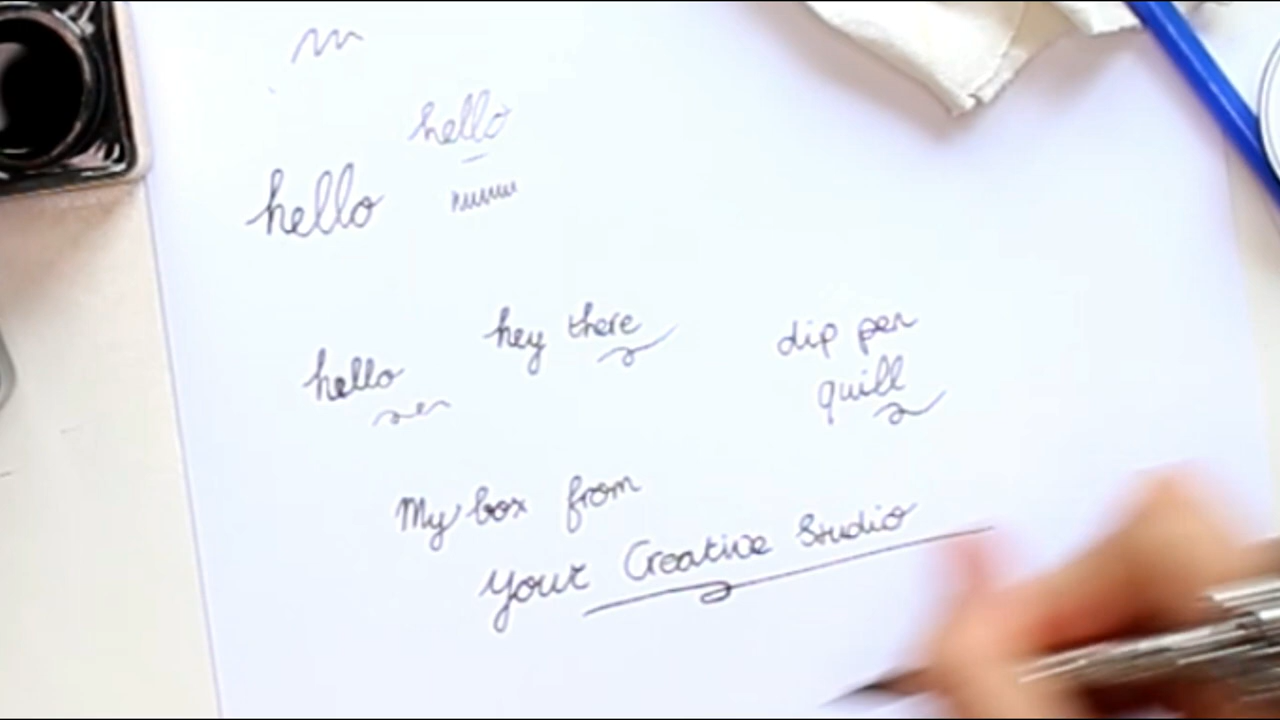 hello
hello
hey there
hello
dip pen
quill
My box from
your Creative Studio